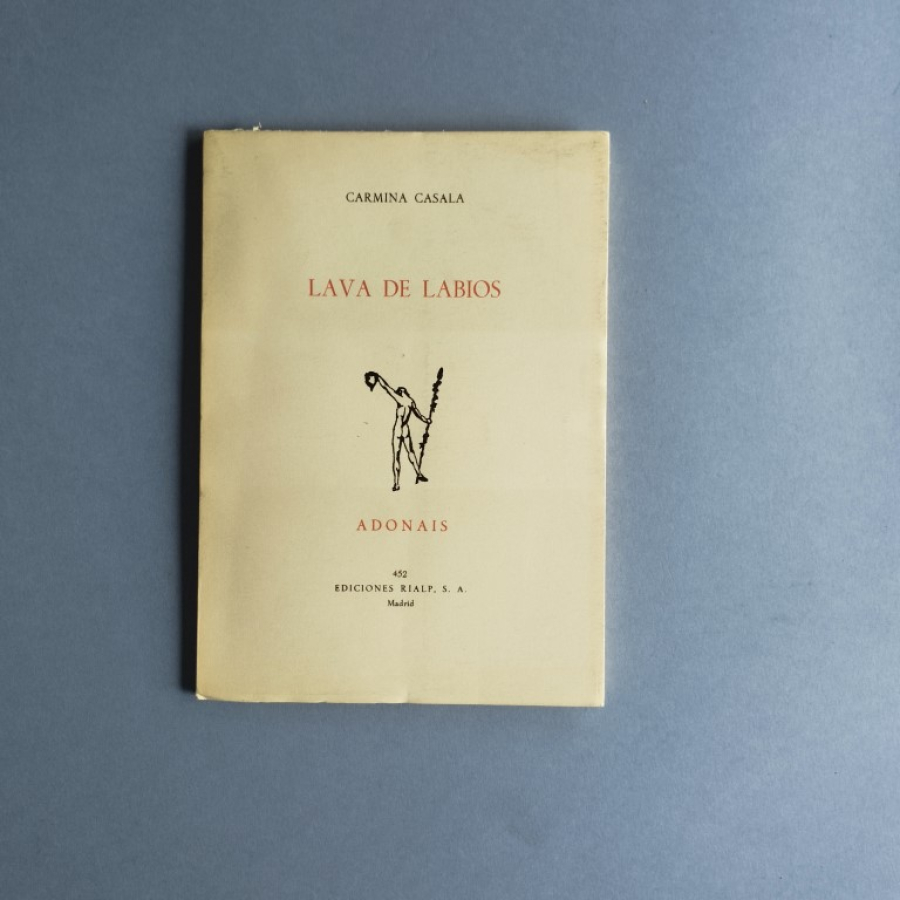 CARMINA CASALA
LAVA DE LABIOS
ADONAIS
452
EDICIONES RIALP, S. A.
Madrid